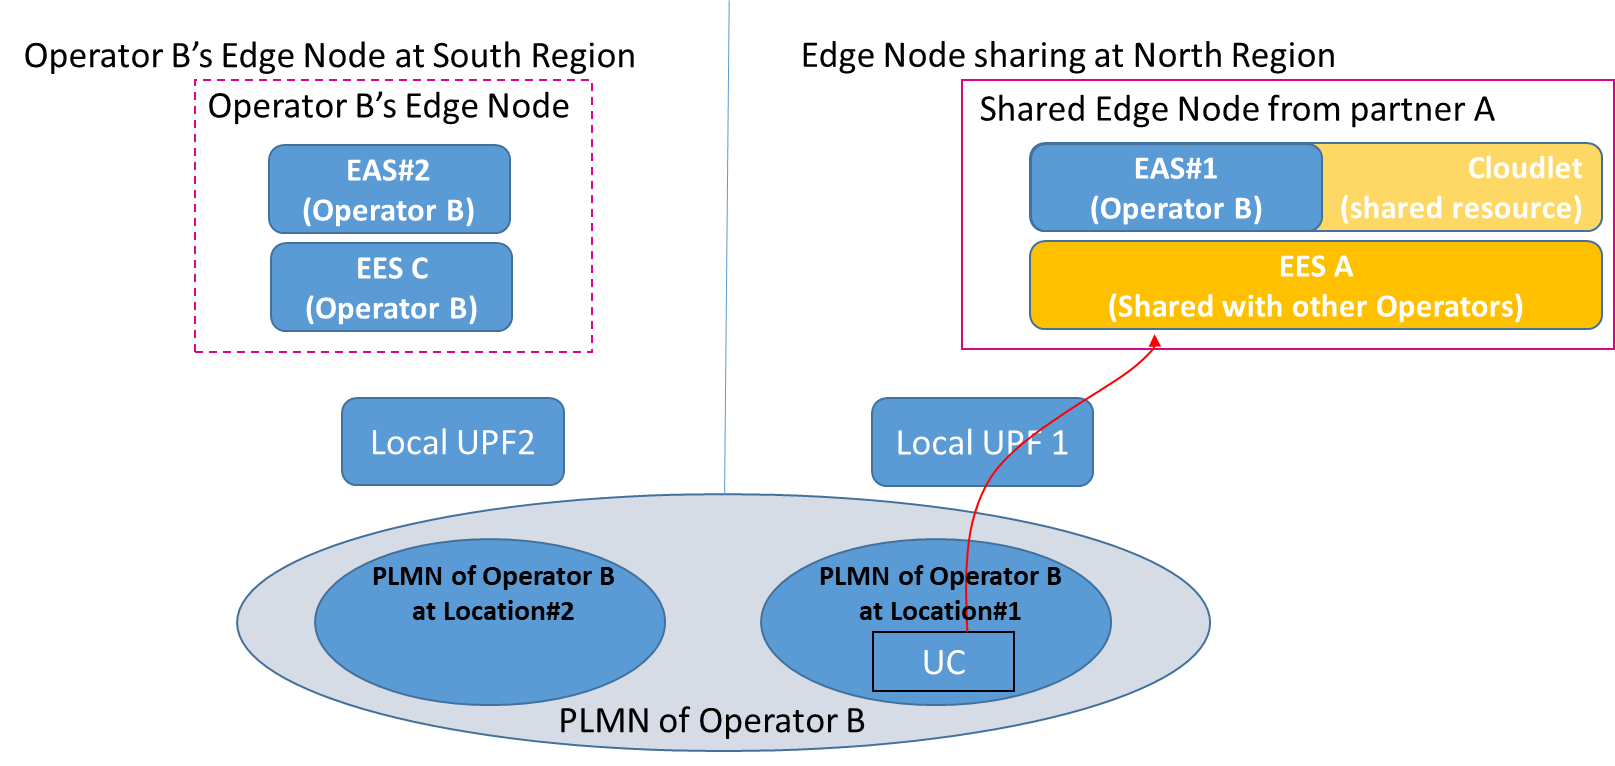 Operator B’s Edge Node at South Region
Operator B’s Edge Node
EAS#2
(Operator B)
EES C
(Operator B)
Local UPF2
Edge Node sharing at North Region
Shared Edge Node from partner A
EAS#1
(Operator B)
Cloudlet
(shared resource)
EES A
(Shared with other Operators)
Local UPF 1
PLMN of Operator B
at Location#2
PLMN of Operator B
at Location#1
UC
PLMN of Operator B